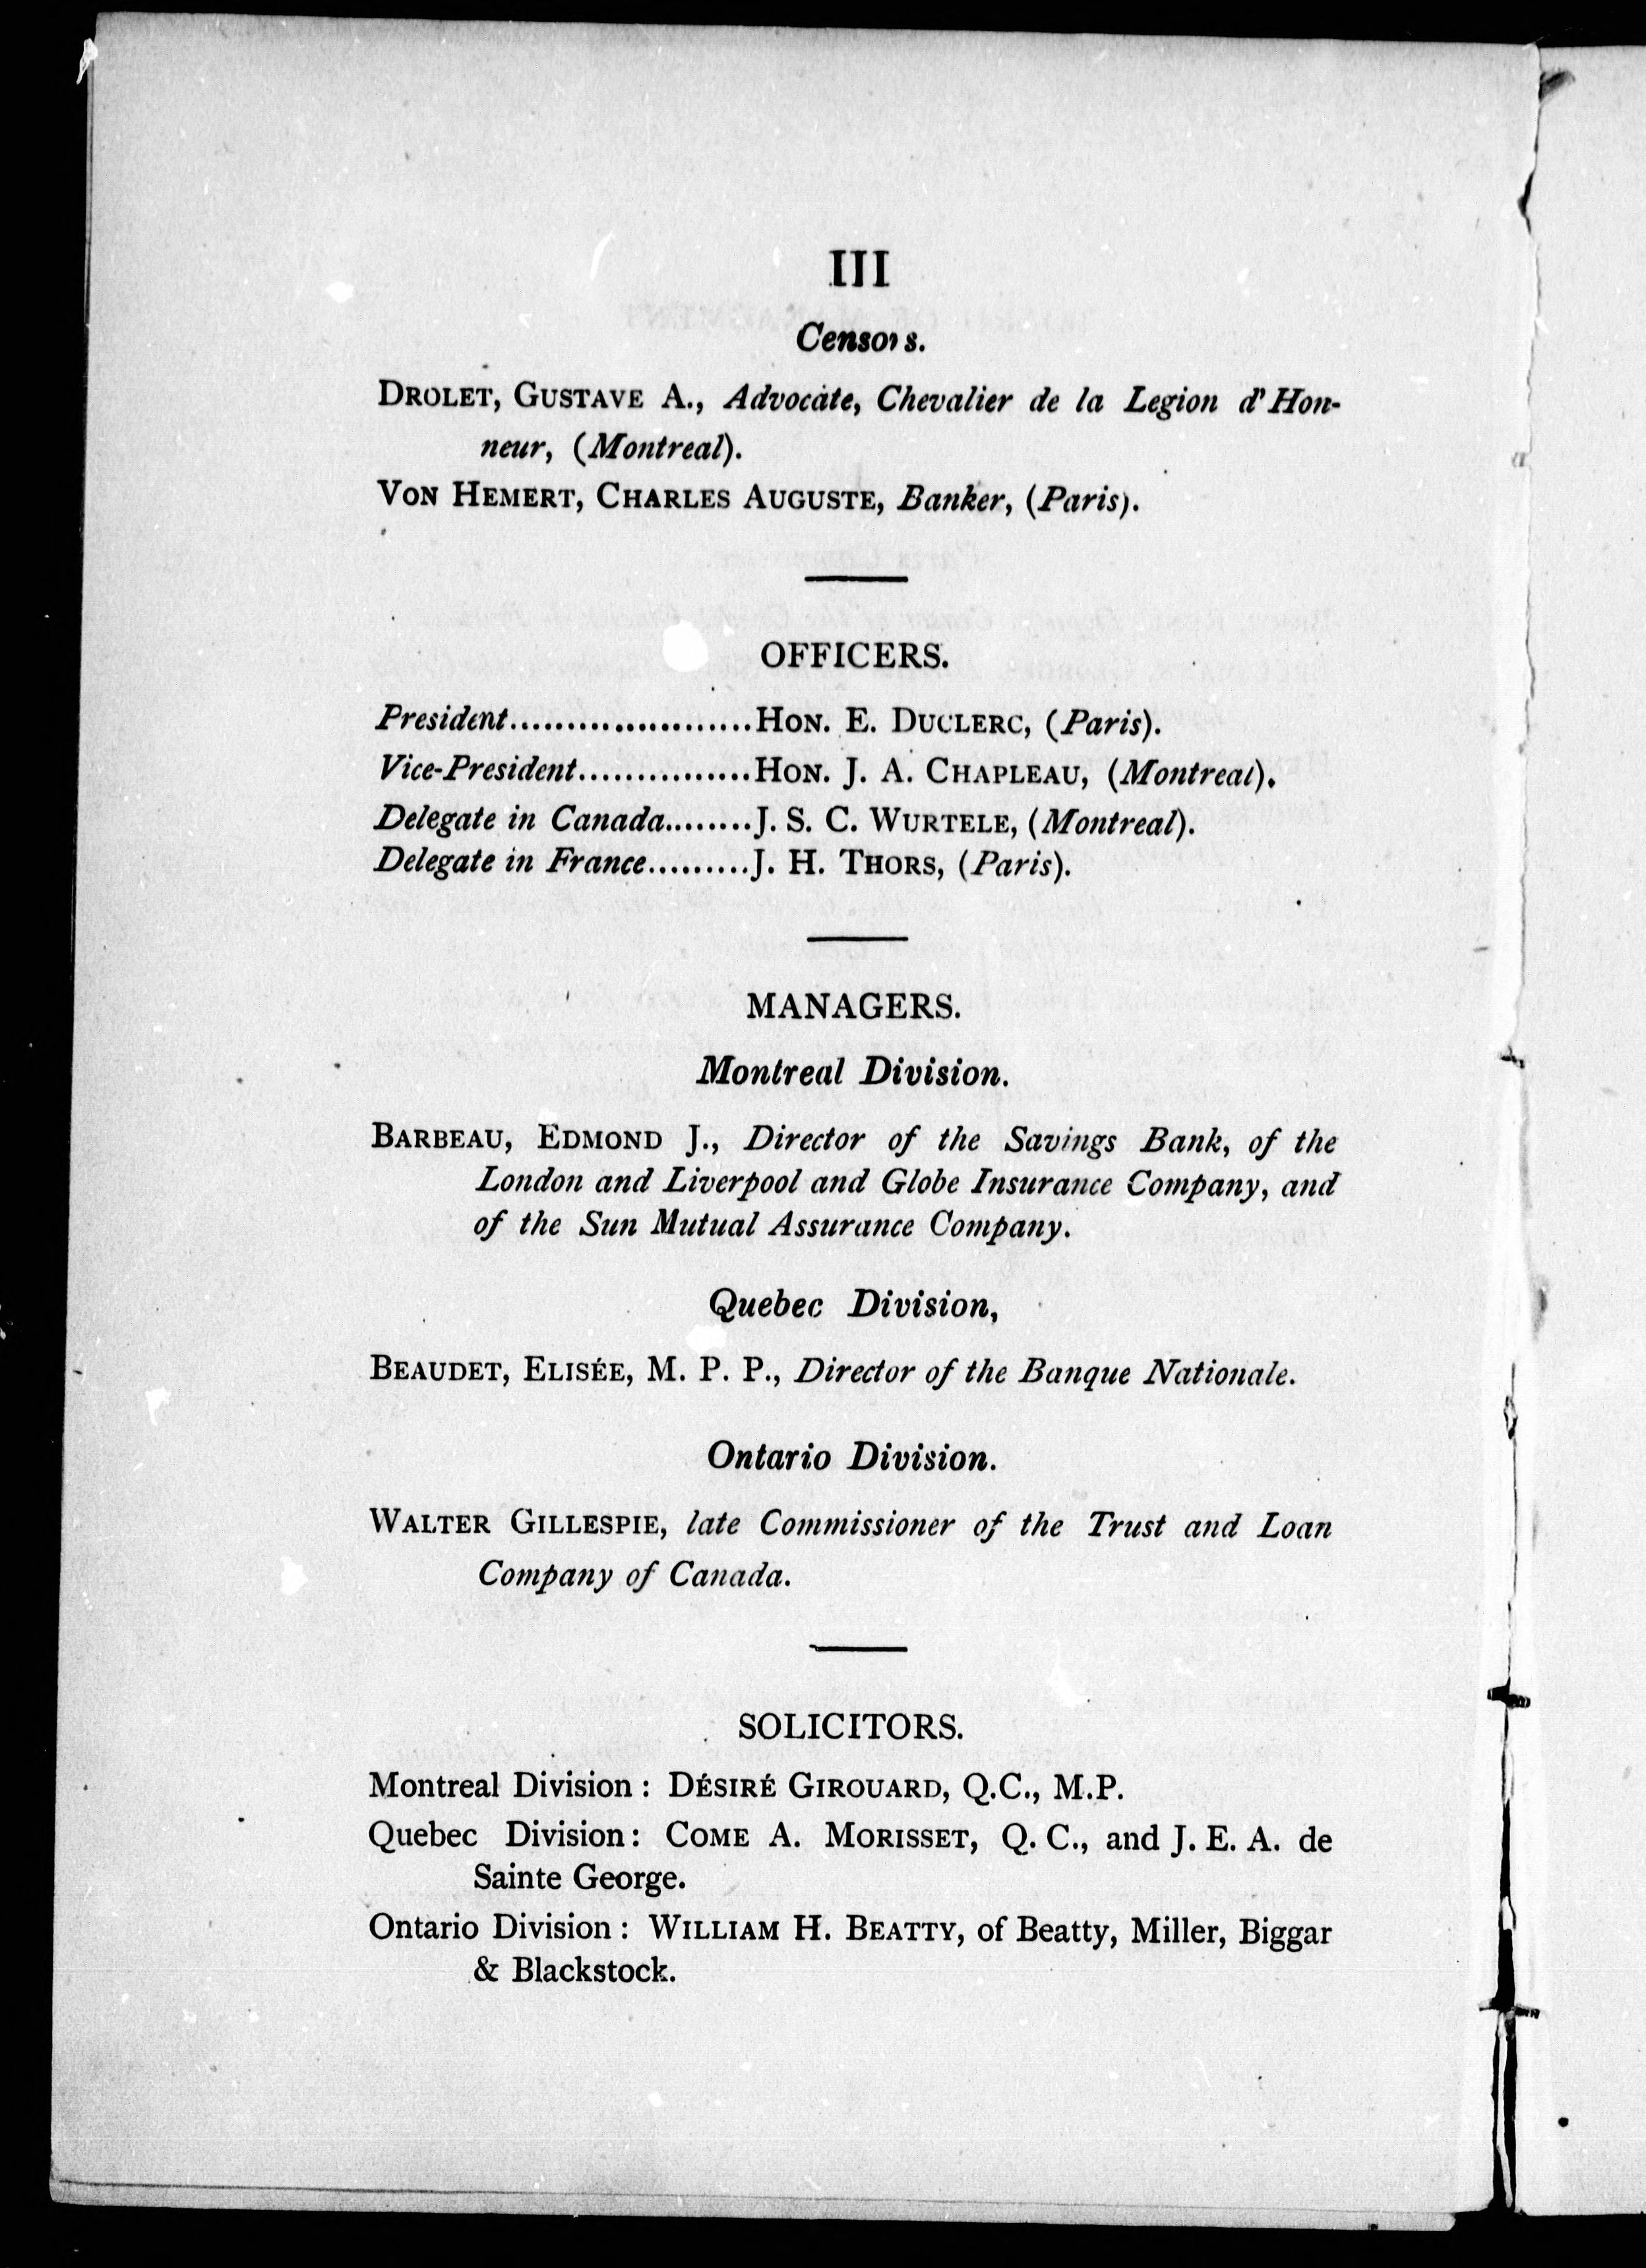 III
Censors.
DROLET, GUSTAVE A., Advocate, Chevalier de la Legion d'Hon-
neur, (Montreal).
VON HEMERT, CHARLES AUGUSTE, Banker, (Paris).
OFFICERS.
President.....................HON. E. DUCLERC, (Paris).
Vice-President...............HON. J. A. CHAPLEAU, (Montreal).
Delegate in Canada........J. S. C. WURTELE, (Montreal).
Delegate in France.........J. H. THORS, (Paris).
MANAGERS.
Montreal Division.
BARBEAU, EDMOND J., Director of the Savings Bank, of the
London and Liverpool and Globe Insurance Company, and
of the Sun Mutual Assurance Company.
Quebec Division,
BEAUDET, ELISÉE, M. P. P., Director of the Banque Nationale.
Ontario Division.
WALTER GILLESPIE, late Commissioner of the Trust and Loan
Company of Canada.
SOLICITORS.
Montreal Division: DÉSIRÉ GIROUARD, Q.C., M.P.
Quebec Division: COME A. MORISSET, Q. C., and J. E. A. de
Sainte George.
Ontario Division: WILLIAM H. BEATTY, of Beatty, Miller, Biggar
& Blackstock.